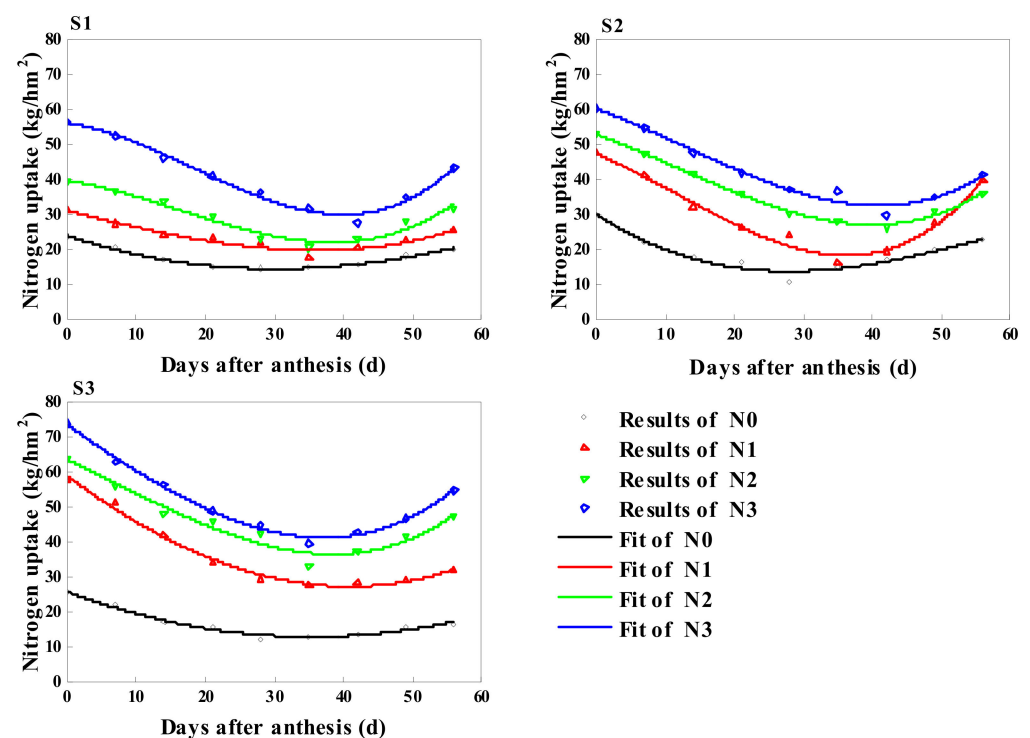 S1
80
70
60
50
40
30
20
10
0
Nitrogen uptake (kg/hm²)
0 10 20 30 40 50 60
Days after anthesis (d)
S2
80
70
60
50
40
30
20
10
0
Nitrogen uptake (kg/hm²)
0 10 20 30 40 50 60
Days after anthesis (d)
S3
80
70
60
50
40
30
20
10
0
Nitrogen uptake (kg/hm²)
0 10 20 30 40 50 60
Days after anthesis (d)
Results of N0
Results of N1
Results of N2
Results of N3
Fit of N0
Fit of N1
Fit of N2
Fit of N3